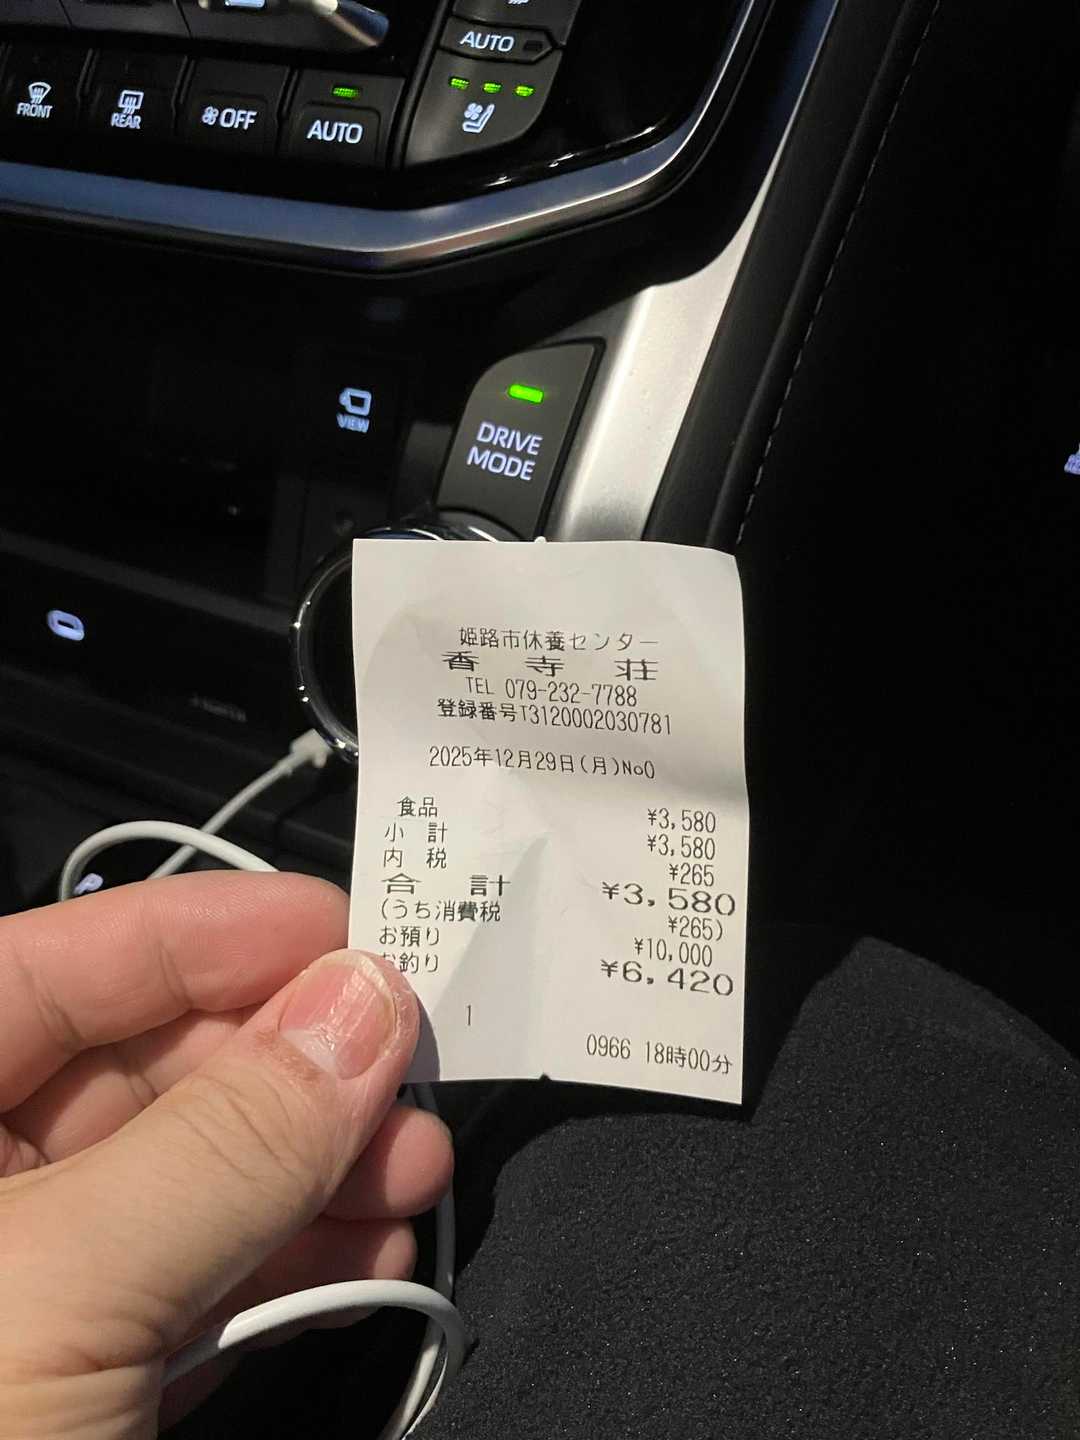 AUTO
FRONT
REAR
OFF
AUTO
VIEW
DRIVE
MODE
P
姫路市休養センター
香寺荘
TEL 079-232-7788
登録番号T3120002030781
2025年12月29日(月)No0
食品 ¥3,580
小計 ¥3,580
内税 ¥265
合計 ¥3,580
(うち消費税 ¥265)
お預り ¥10,000
お釣り ¥6,420
1
0966 18時00分